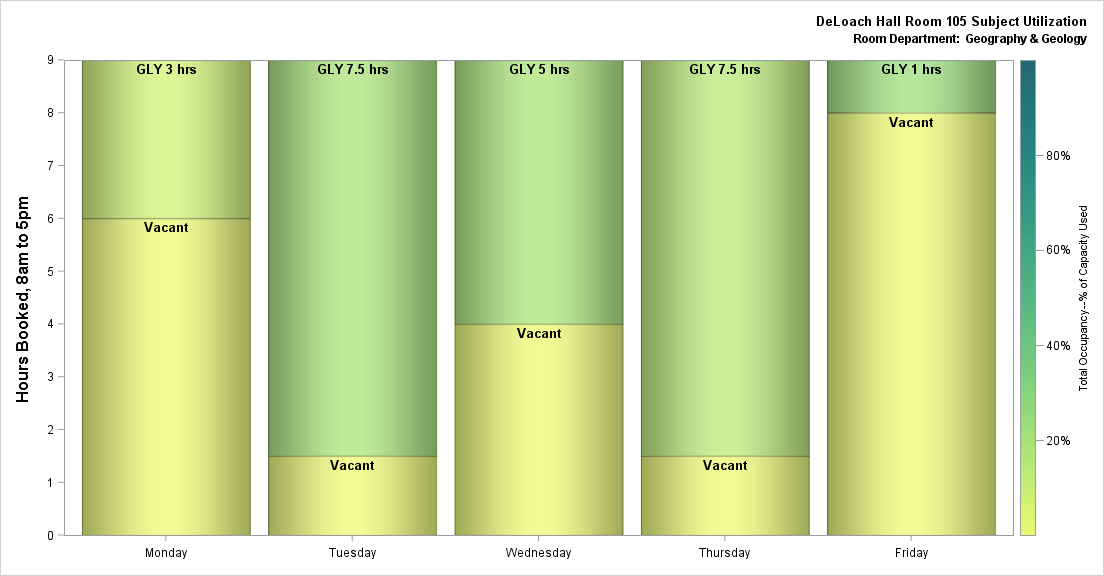 DeLoach Hall Room 105 Subject Utilization
Room Department: Geography & Geology
Hours Booked, 8am to 5pm
9
8
7
6
5
4
3
2
1
0
GLY 3 hrs
Vacant
GLY 7.5 hrs
Vacant
GLY 5 hrs
Vacant
GLY 7.5 hrs
Vacant
GLY 1 hrs
Vacant
Monday
Tuesday
Wednesday
Thursday
Friday
80%
60%
40%
20%
Total Occupancy--% of Capacity Used